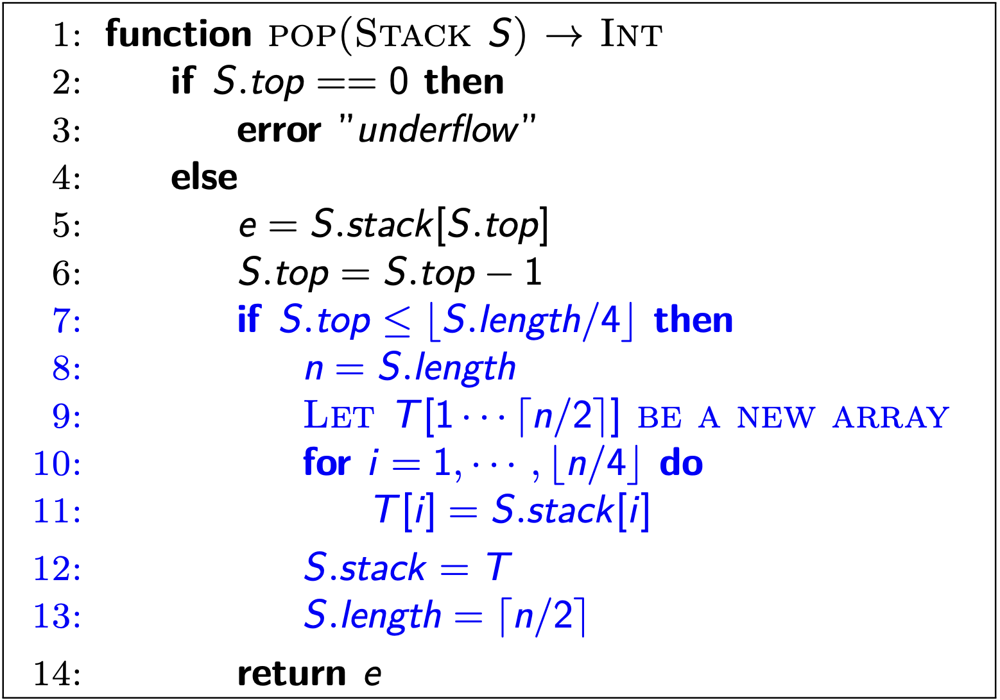 1: function POP(STACK S) → INT
2: if S.top == 0 then
3: error ”underflow”
4: else
5: e = S.stack[S.top]
6: S.top = S.top − 1
7: if S.top ≤ ⌊S.length/4⌋ then
8: n = S.length
9: LET T[1 ⋯ ⌈n/2⌉] BE A NEW ARRAY
10: for i = 1, ⋯ , ⌊n/4⌋ do
11: T[i] = S.stack[i]
12: S.stack = T
13: S.length = ⌈n/2⌉
14: return e